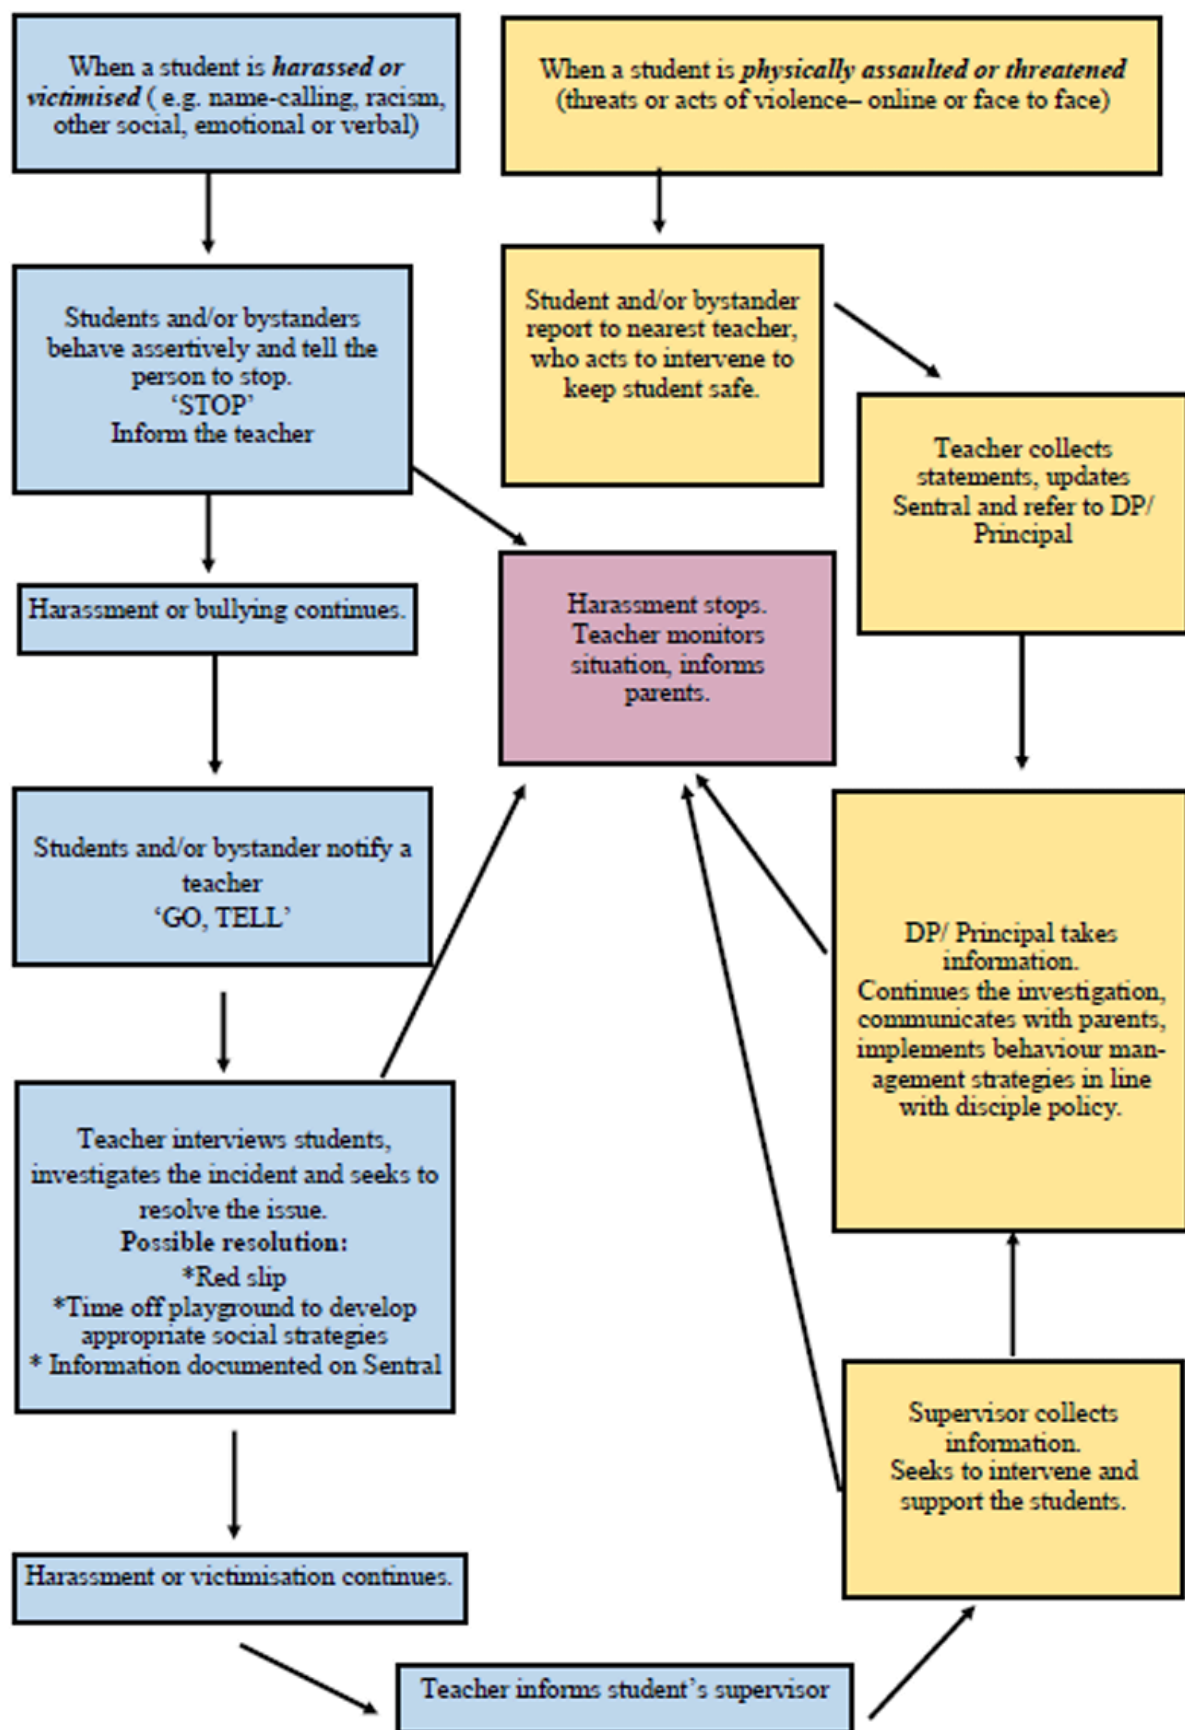 When a student is harassed or
victimised ( e.g. name-calling, racism,
other social, emotional or verbal)
When a student is physically assaulted or threatened
(threats or acts of violence– online or face to face)
Students and/or bystanders
behave assertively and tell the
person to stop.
‘STOP’
Inform the teacher
Student and/or bystander
report to nearest teacher,
who acts to intervene to
keep student safe.
Teacher collects
statements, updates
Sentral and refer to DP/
Principal
Harassment or bullying continues.
Harassment stops.
Teacher monitors
situation, informs
parents.
Students and/or bystander notify a
teacher
‘GO, TELL’
DP/ Principal takes
information.
Continues the investigation,
communicates with parents,
implements behaviour man-
agement strategies in line
with disciple policy.
Teacher interviews students,
investigates the incident and seeks to
resolve the issue.
Possible resolution:
*Red slip
*Time off playground to develop
appropriate social strategies
* Information documented on Sentral
Supervisor collects
information.
Seeks to intervene and
support the students.
Harassment or victimisation continues.
Teacher informs student’s supervisor